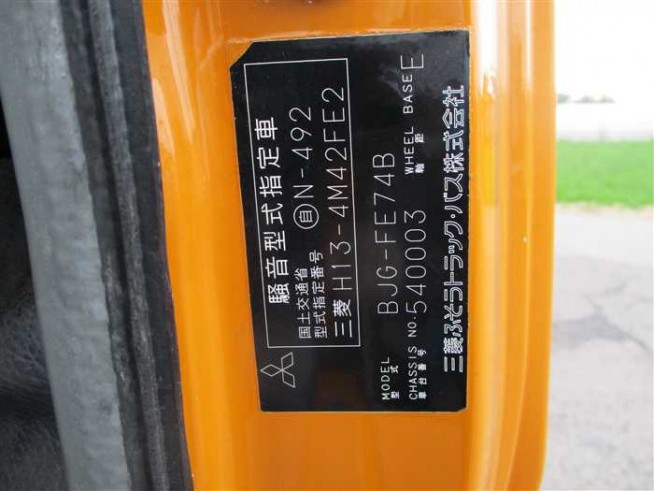 騒音型式指定車
国土交通省
型式指定番号 自 N-492
三菱 H13-4M42FE2
MODEL
型式 BJG-FE74B
CHASSIS NO.
車台番号 540003
WHEEL BASE
軸距 E
三菱ふそうトラック・バス株式会社